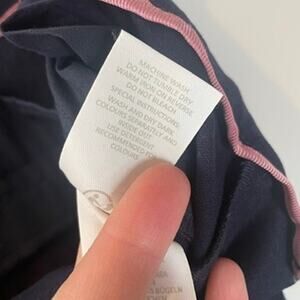 MACHINE WASH
DO NOT TUMBLE DRY
WARM IRON ON REVERSE
DO NOT BLEACH
SPECIAL INSTRUCTIONS:
WASH AND DRY DARK
COLOURS SEPARATELY AND
INSIDE OUT.
USE DETERGENT
RECOMMENDED FOR
COLOURS
BÜGELN